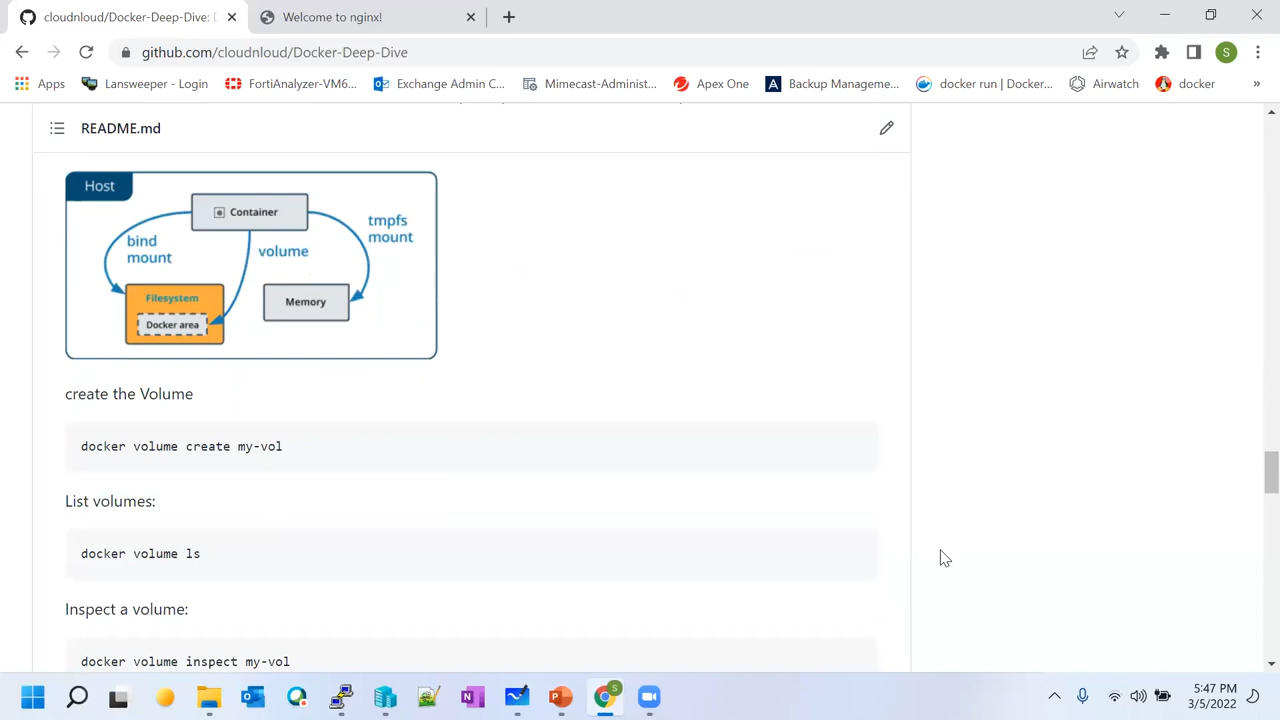 cloudnloud/Docker-Deep-Dive: D
Welcome to nginx!
github.com/cloudnloud/Docker-Deep-Dive
S
Apps
Lansweeper - Login
FortiAnalyzer-VM6...
Exchange Admin C...
Mimecast-Administ...
Apex One
Backup Manageme...
docker run | Docker...
Airwatch
docker
»
README.md
Host
Container
bind
mount
volume
tmpfs
mount
Filesystem
Docker area
Memory
create the Volume
docker volume create my-vol
List volumes:
docker volume ls
Inspect a volume:
docker volume inspect my-vol
5:47 PM
3/5/2022